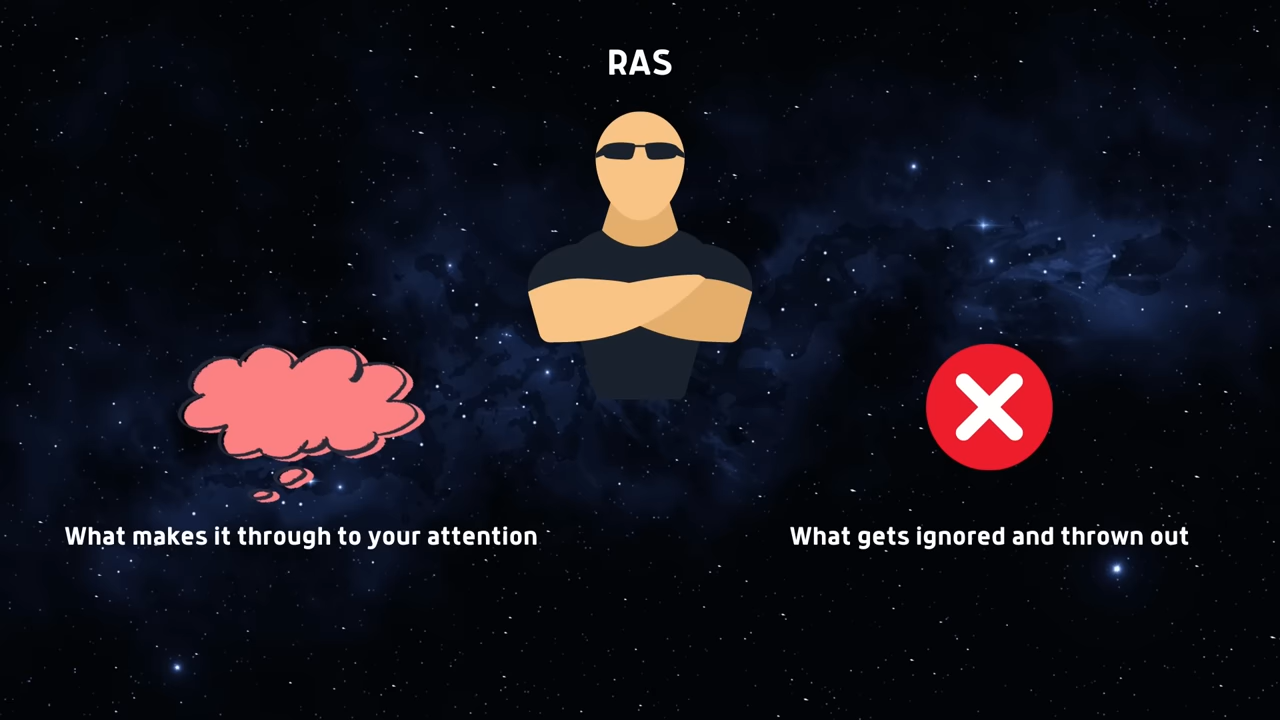 RAS
What makes it through to your attention
What gets ignored and thrown out